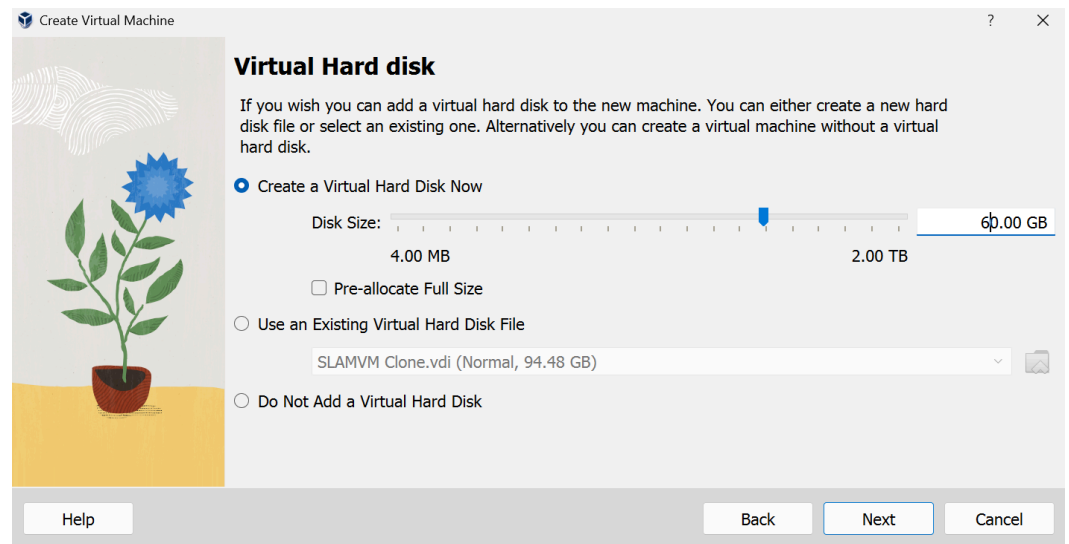 Create Virtual Machine
?
Virtual Hard disk
If you wish you can add a virtual hard disk to the new machine. You can either create a new hard
disk file or select an existing one. Alternatively you can create a virtual machine without a virtual
hard disk.
Create a Virtual Hard Disk Now
Disk Size: 60.00 GB
4.00 MB 2.00 TB
Pre-allocate Full Size
Use an Existing Virtual Hard Disk File
SLAMVM Clone.vdi (Normal, 94.48 GB)
Do Not Add a Virtual Hard Disk
Help Back Next Cancel